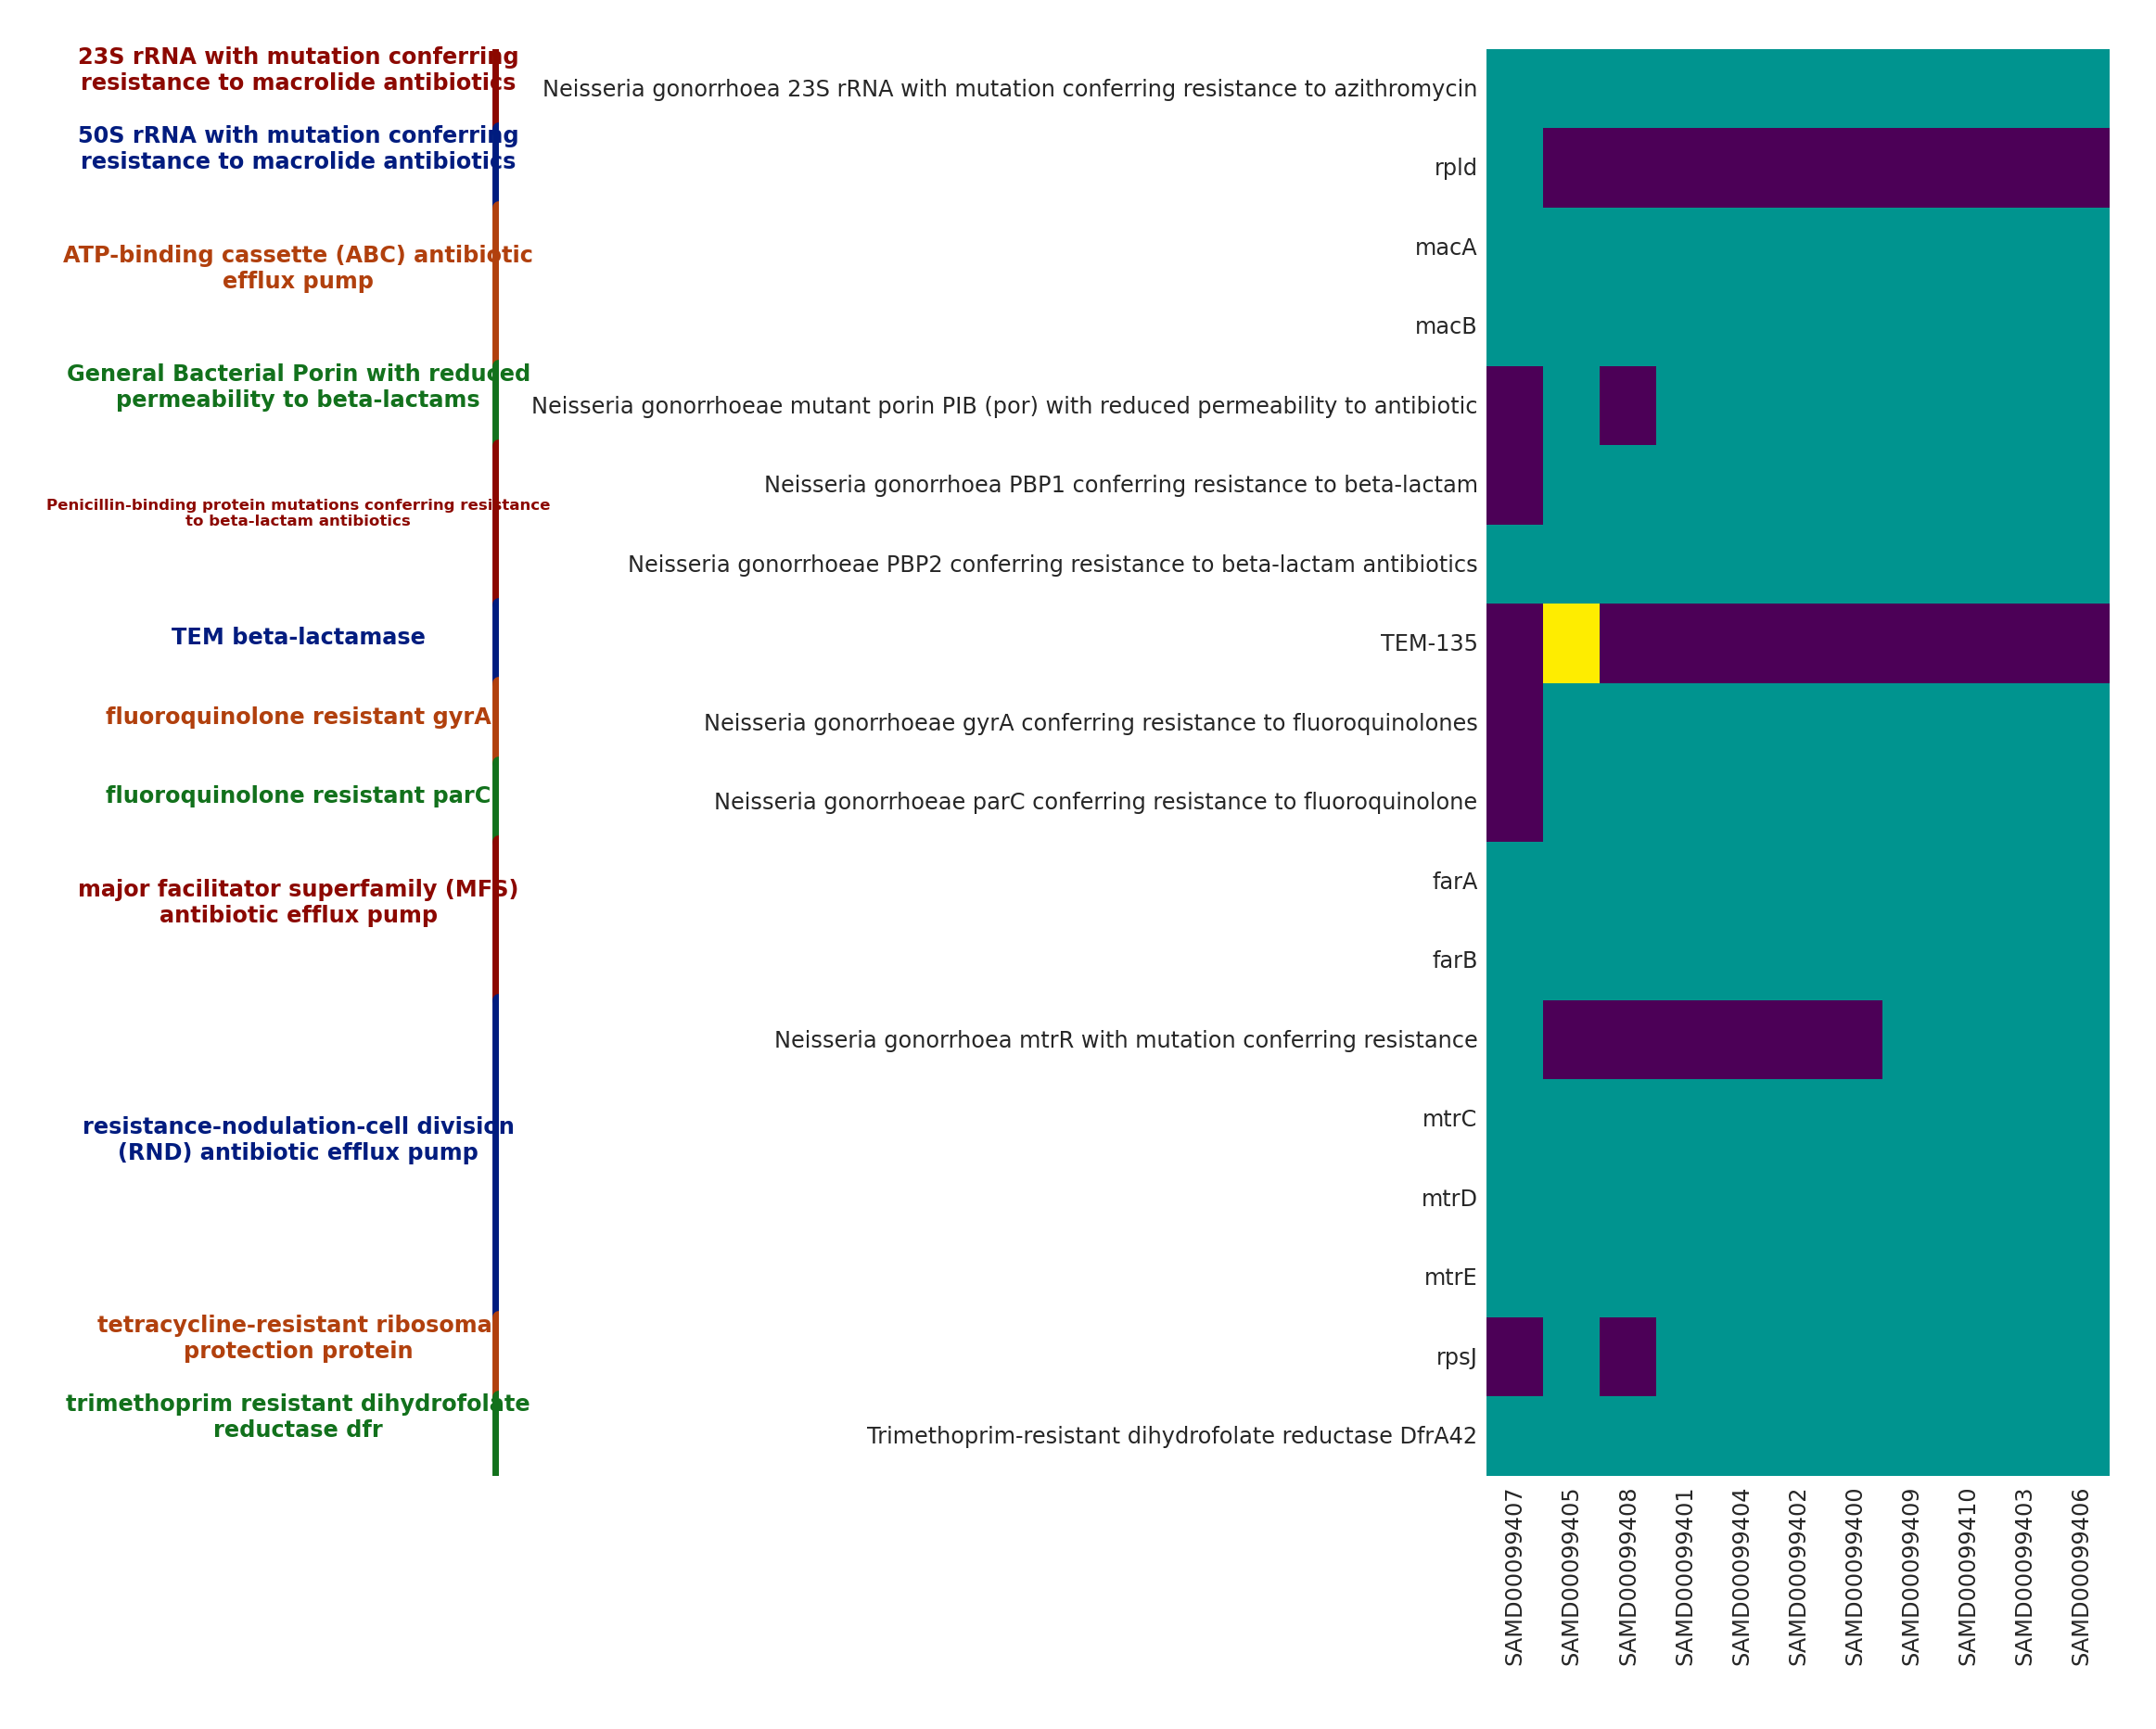 23S rRNA with mutation conferring
resistance to macrolide antibiotics
50S rRNA with mutation conferring
resistance to macrolide antibiotics
ATP-binding cassette (ABC) antibiotic
efflux pump
General Bacterial Porin with reduced
permeability to beta-lactams
Penicillin-binding protein mutations conferring resistance
to beta-lactam antibiotics
TEM beta-lactamase
fluoroquinolone resistant gyrA
fluoroquinolone resistant parC
major facilitator superfamily (MFS)
antibiotic efflux pump
resistance-nodulation-cell division
(RND) antibiotic efflux pump
tetracycline-resistant ribosomal
protection protein
trimethoprim resistant dihydrofolate
reductase dfr
Neisseria gonorrhoea 23S rRNA with mutation conferring resistance to azithromycin
rpld
macA
macB
Neisseria gonorrhoeae mutant porin PIB (por) with reduced permeability to antibiotic
Neisseria gonorrhoea PBP1 conferring resistance to beta-lactam
Neisseria gonorrhoeae PBP2 conferring resistance to beta-lactam antibiotics
TEM-135
Neisseria gonorrhoeae gyrA conferring resistance to fluoroquinolones
Neisseria gonorrhoeae parC conferring resistance to fluoroquinolone
farA
farB
Neisseria gonorrhoea mtrR with mutation conferring resistance
mtrC
mtrD
mtrE
rpsJ
Trimethoprim-resistant dihydrofolate reductase DfrA42
SAMD00099407
SAMD00099405
SAMD00099408
SAMD00099401
SAMD00099404
SAMD00099402
SAMD00099400
SAMD00099409
SAMD00099410
SAMD00099403
SAMD00099406